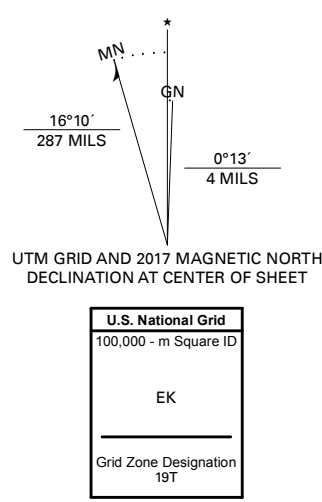 ★
MN
GN
16°10´
287 MILS
0°13´
4 MILS
UTM GRID AND 2017 MAGNETIC NORTH
DECLINATION AT CENTER OF SHEET
U.S. National Grid
100,000 - m Square ID
EK
Grid Zone Designation
19T